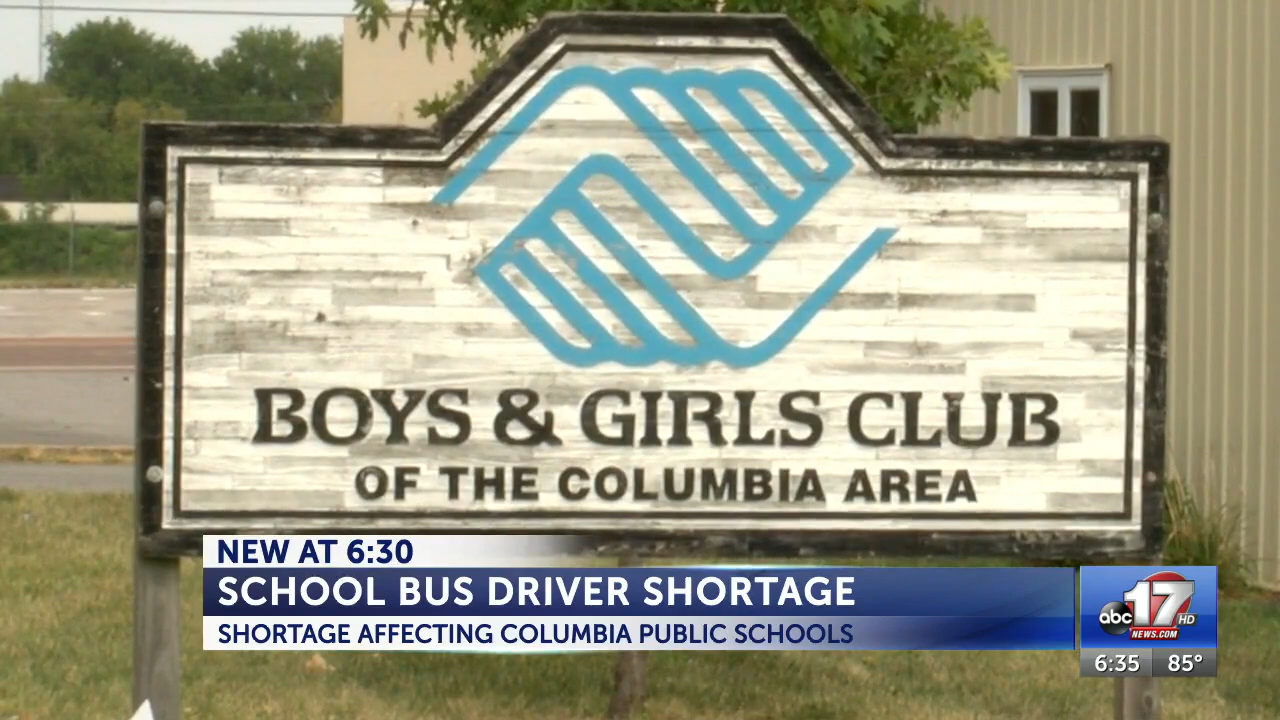 BOYS & GIRLS CLUB
OF THE COLUMBIA AREA
NEW AT 6:30
SCHOOL BUS DRIVER SHORTAGE
SHORTAGE AFFECTING COLUMBIA PUBLIC SCHOOLS
abc 17 HD
NEWS.COM
6:35 85°